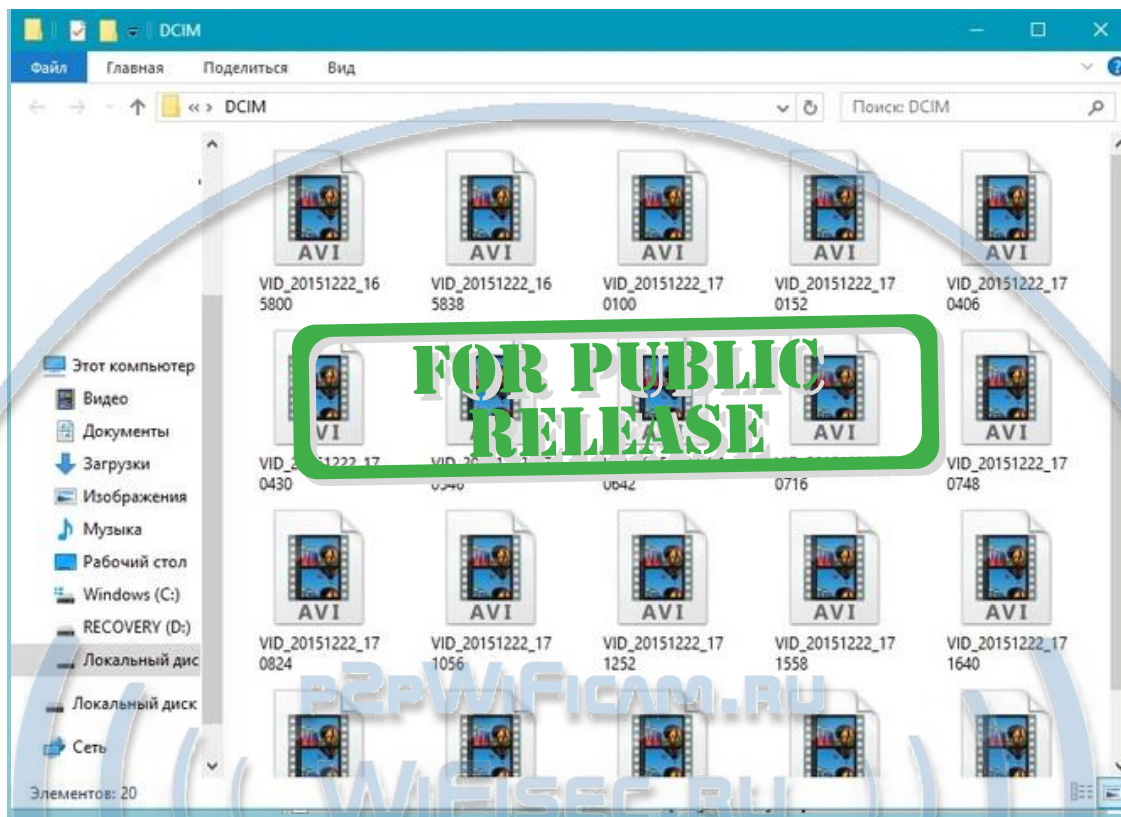 DCIM
Файл Главная Поделиться Вид
« › DCIM
Поиск: DCIM
AVI AVI AVI AVI AVI
VID_20151222_16 VID_20151222_16 VID_20151222_17 VID_20151222_17 VID_20151222_17
5800 5838 0100 0152 0406
Этот компьютер
Видео
Документы
Загрузки
Изображения
Музыка
Рабочий стол
Windows (C:)
RECOVERY (D:)
Локальный дис
Локальный диск
Сеть
FOR PUBLIC
RELEASE
AVI AVI
VID_20151222_17
0430 0642 0716 0748
AVI AVI AVI AVI AVI
VID_20151222_17 VID_20151222_17 VID_20151222_17 VID_20151222_17 VID_20151222_17
0824 1056 1252 1558 1640
P2PWIFICAM.RU
WIFISEC.RU
Элементов: 20